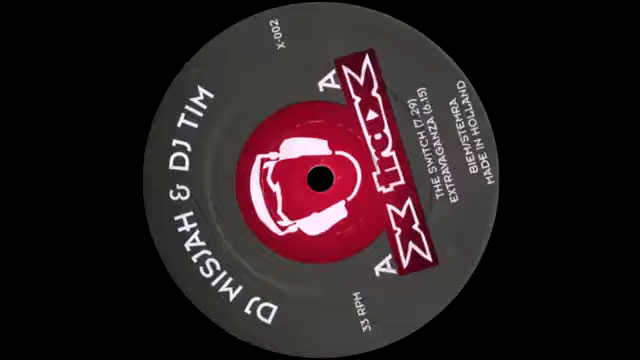 DJ MISJAH & DJ TIM
X-002
33 RPM
A
X trax
A
THE SWITCH (7.29)
EXTRAVAGANZA (6.15)
BIEM/STEMRA
MADE IN HOLLAND